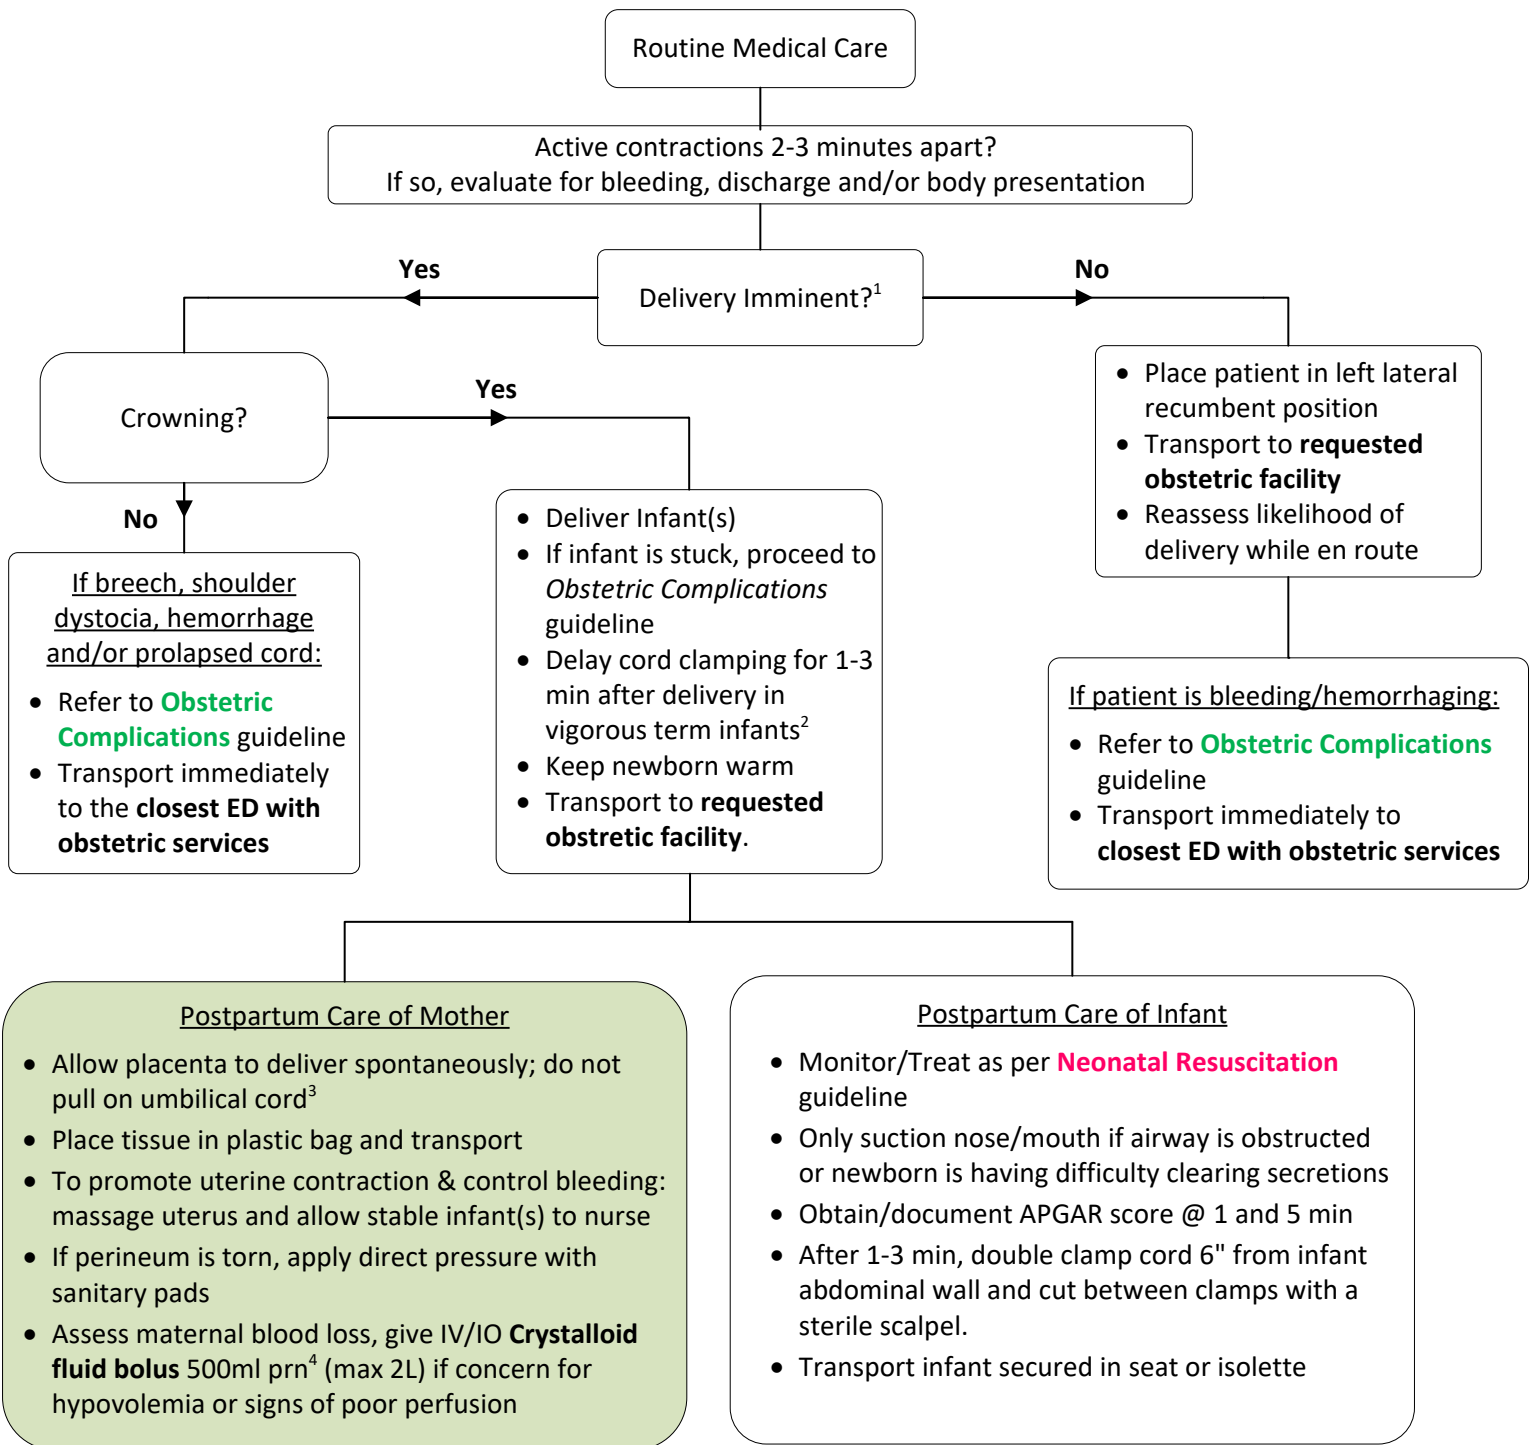 Routine Medical Care
Active contractions 2-3 minutes apart?
If so, evaluate for bleeding, discharge and/or body presentation
Delivery Imminent?1
Yes
No
Crowning?
Yes
No
• Place patient in left lateral
recumbent position
• Transport to requested
obstetric facility
• Reassess likelihood of
delivery while en route
If breech, shoulder
dystocia, hemorrhage
and/or prolapsed cord:
• Refer to Obstetric
Complications guideline
• Transport immediately
to the closest ED with
obstetric services
• Deliver Infant(s)
• If infant is stuck, proceed to
Obstetric Complications
guideline
• Delay cord clamping for 1-3
min after delivery in
vigorous term infants2
• Keep newborn warm
• Transport to requested
obstretic facility.
If patient is bleeding/hemorrhaging:
• Refer to Obstetric Complications
guideline
• Transport immediately to
closest ED with obstetric services
Postpartum Care of Mother
• Allow placenta to deliver spontaneously; do not
pull on umbilical cord3
• Place tissue in plastic bag and transport
• To promote uterine contraction & control bleeding:
massage uterus and allow stable infant(s) to nurse
• If perineum is torn, apply direct pressure with
sanitary pads
• Assess maternal blood loss, give IV/IO Crystalloid
fluid bolus 500ml prn4 (max 2L) if concern for
hypovolemia or signs of poor perfusion
Postpartum Care of Infant
• Monitor/Treat as per Neonatal Resuscitation
guideline
• Only suction nose/mouth if airway is obstructed
or newborn is having difficulty clearing secretions
• Obtain/document APGAR score @ 1 and 5 min
• After 1-3 min, double clamp cord 6" from infant
abdominal wall and cut between clamps with a
sterile scalpel.
• Transport infant secured in seat or isolette